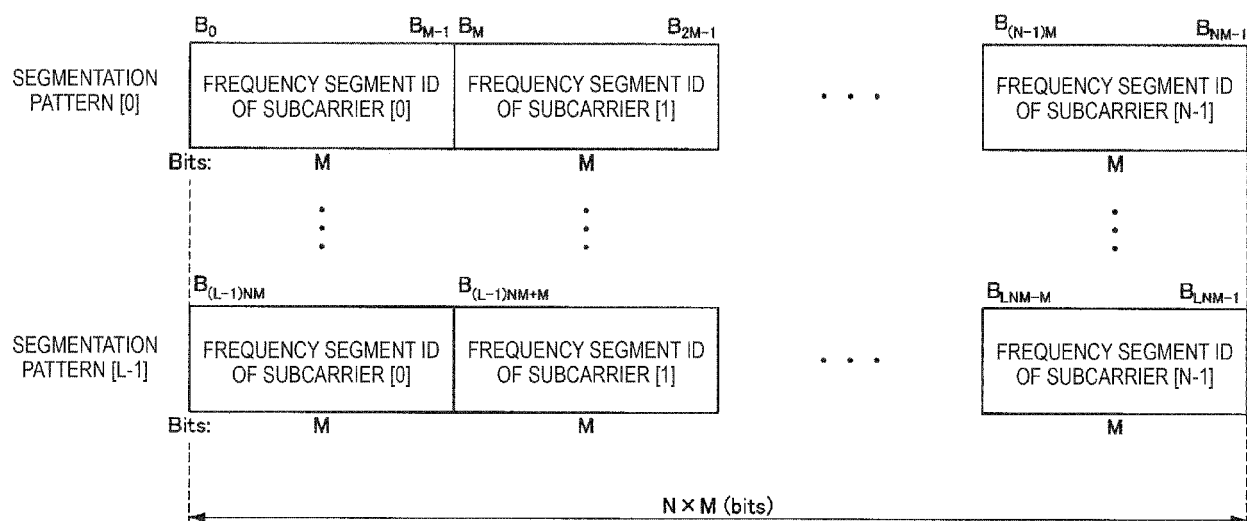 B0 BM-1 BM B2M-1 B(N-1)M BNM-1
SEGMENTATION
PATTERN [0]
FREQUENCY SEGMENT ID
OF SUBCARRIER [0]
FREQUENCY SEGMENT ID
OF SUBCARRIER [1]
. . .
FREQUENCY SEGMENT ID
OF SUBCARRIER [N-1]
Bits: M M M
B(L-1)NM B(L-1)NM+M BLNM-M BLNM-1
SEGMENTATION
PATTERN [L-1]
FREQUENCY SEGMENT ID
OF SUBCARRIER [0]
FREQUENCY SEGMENT ID
OF SUBCARRIER [1]
. . .
FREQUENCY SEGMENT ID
OF SUBCARRIER [N-1]
Bits: M M M
N×M (bits)